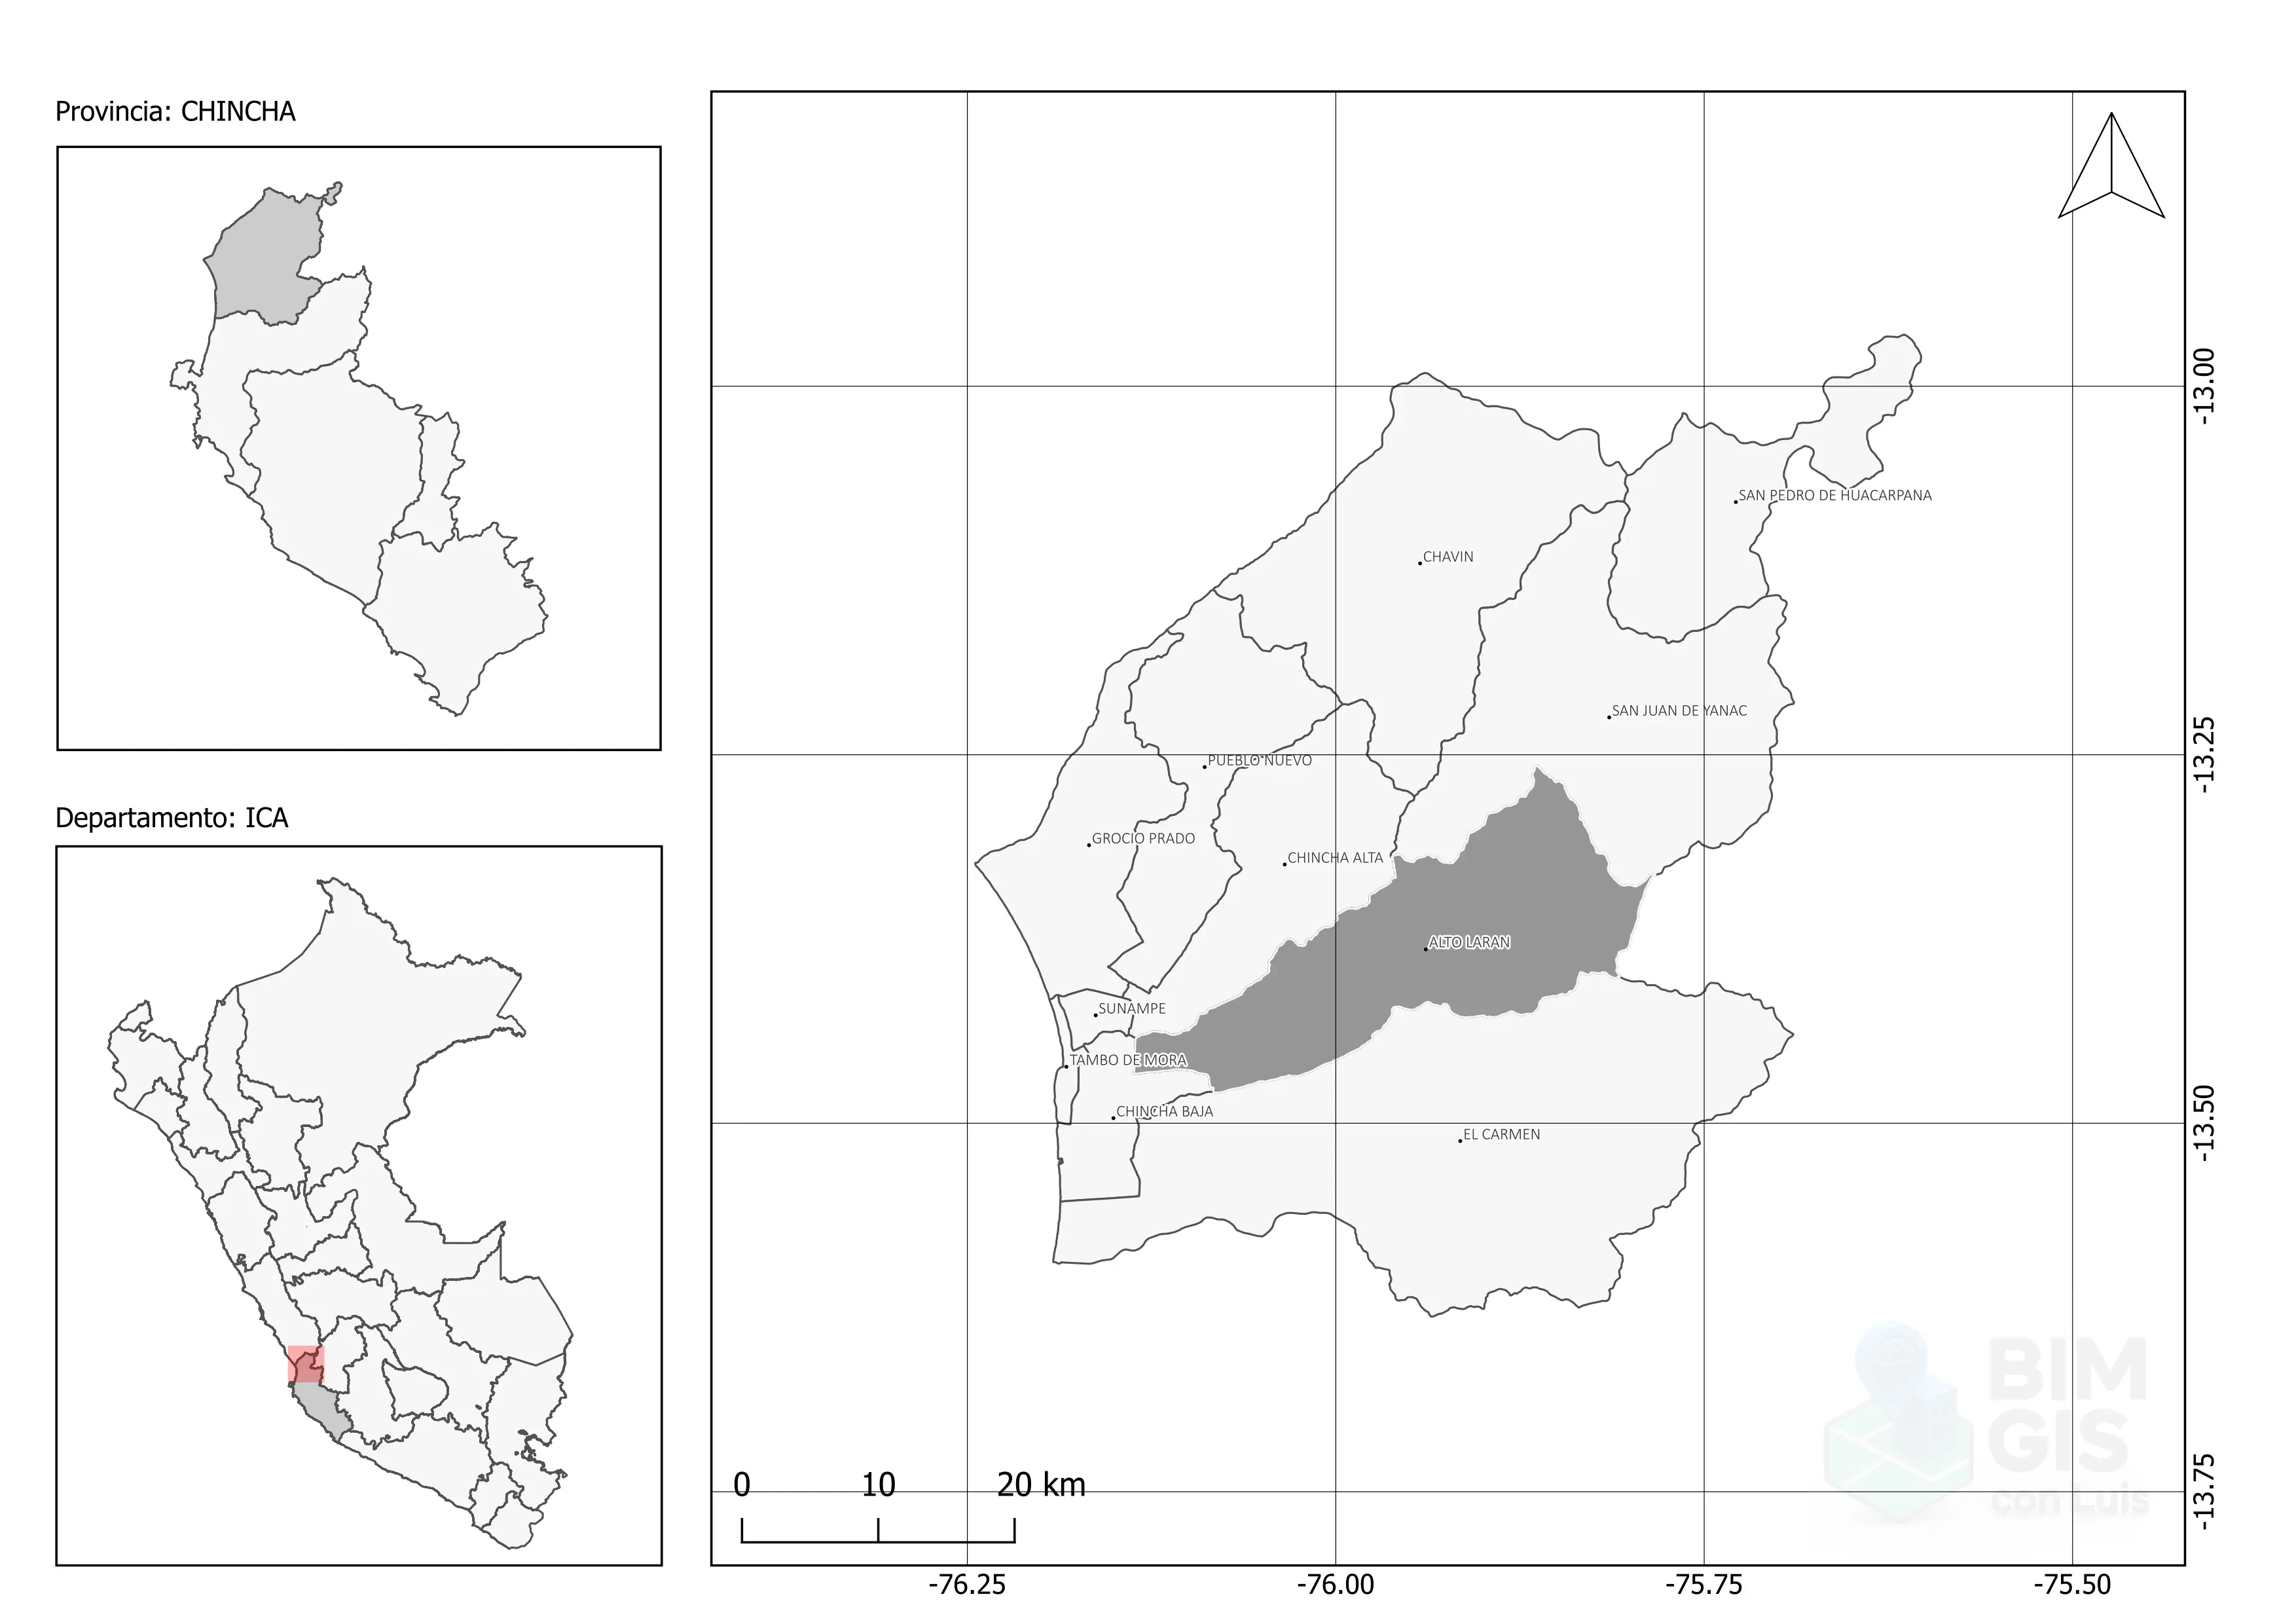 Provincia: CHINCHA
Departamento: ICA
SAN PEDRO DE HUACARPANA
CHAVIN
SAN JUAN DE YANAC
PUEBLO NUEVO
GROCIO PRADO
CHINCHA ALTA
ALTO LARAN
SUNAMPE
TAMBO DE MORA
CHINCHA BAJA
EL CARMEN
-13.00
-13.25
-13.50
-13.75
0 10 20 km
-76.25 -76.00 -75.75 -75.50
BIM
GIS
con Luis